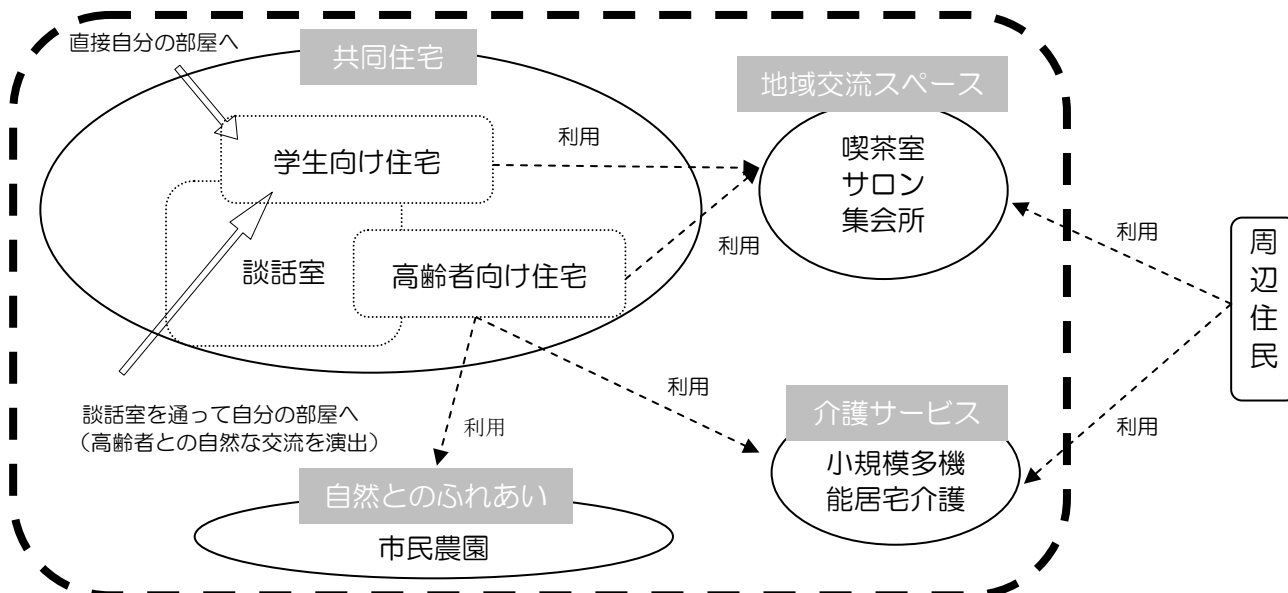 直接自分の部屋へ
共同住宅
地域交流スペース
学生向け住宅
利用
喫茶室
サロン
集会所
利用
利用
談話室
高齢者向け住宅
周辺住民
利用
談話室を通って自分の部屋へ
（高齢者との自然な交流を演出）
利用
介護サービス
利用
小規模多機
能居宅介護
自然とのふれあい
市民農園